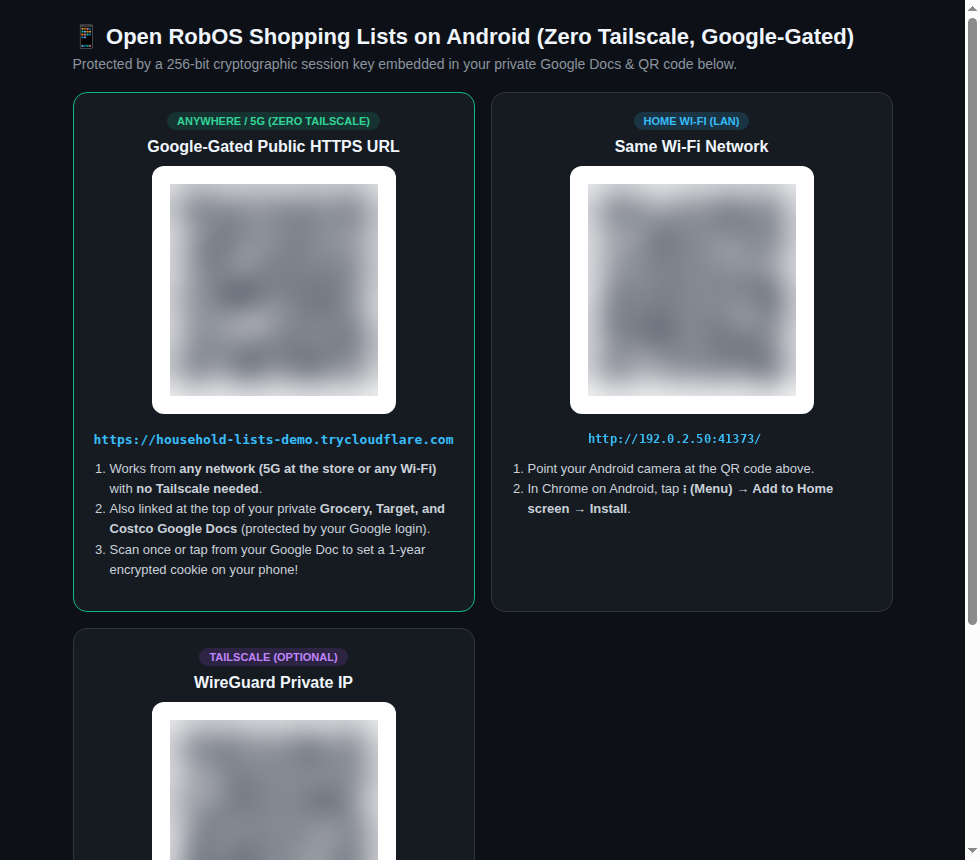 📱 Open RobOS Shopping Lists on Android (Zero Tailscale, Google-Gated)
Protected by a 256-bit cryptographic session key embedded in your private Google Docs & QR code below.
ANYWHERE / 5G (ZERO TAILSCALE)
Google-Gated Public HTTPS URL
https://household-lists-demo.trycloudflare.com
1. Works from any network (5G at the store or any Wi-Fi)
with no Tailscale needed.
2. Also linked at the top of your private Grocery, Target, and
Costco Google Docs (protected by your Google login).
3. Scan once or tap from your Google Doc to set a 1-year
encrypted cookie on your phone!
HOME WI-FI (LAN)
Same Wi-Fi Network
http://192.0.2.50:41373/
1. Point your Android camera at the QR code above.
2. In Chrome on Android, tap ⋮ (Menu) → Add to Home
screen → Install.
TAILSCALE (OPTIONAL)
WireGuard Private IP